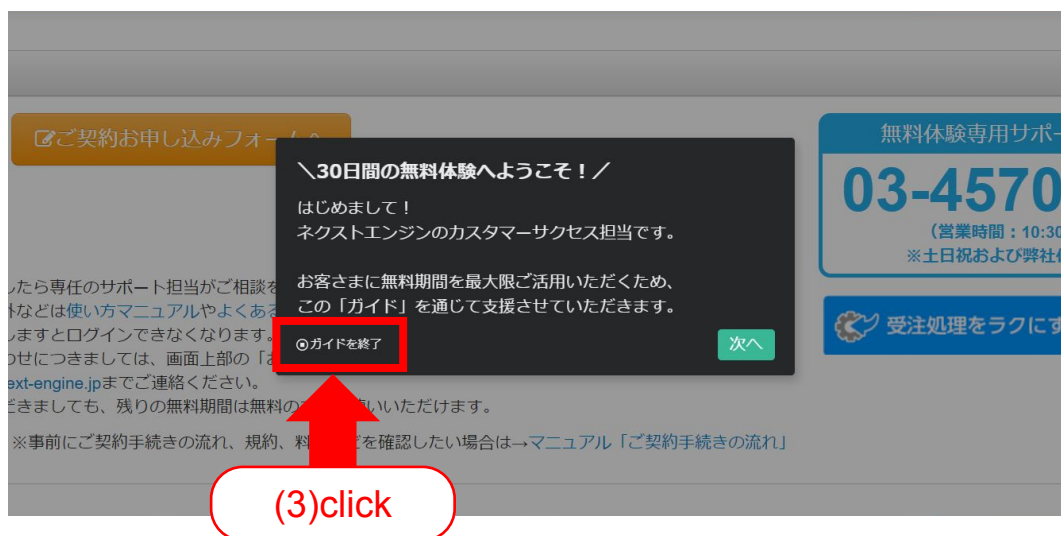 ご契約お申し込みフォームへ
無料体験専用サポー
03-4570
(営業時間:10:30
※土日祝および弊社
\30日間の無料体験へようこそ!/
はじめまして!
ネクストエンジンのカスタマーサクセス担当です。
お客さまに無料期間を最大限ご活用いただくため、
この「ガイド」を通じて支援させていただきます。
ガイドを終了
次へ
受注処理をラクにす
したら専任のサポート担当がご相談を
外などは使い方マニュアルやよくある
しますとログインできなくなります。
わせにつきましては、画面上部の「お
ext-engine.jpまでご連絡ください。
だきましても、残りの無料期間は無料の いいただけます。
※事前にご契約手続きの流れ、規約、料 どを確認したい場合は→マニュアル「ご契約手続きの流れ」
(3)click